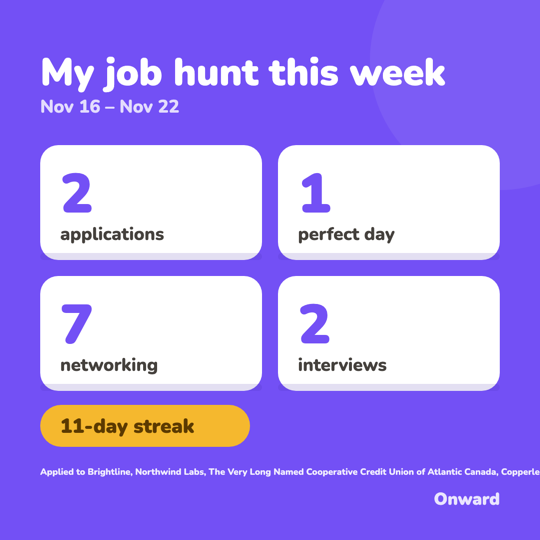 My job hunt this week
Nov 16 – Nov 22
2
applications
1
perfect day
7
networking
2
interviews
11-day streak
Applied to Brightline, Northwind Labs, The Very Long Named Cooperative Credit Union of Atlantic Canada, Copperle
Onward